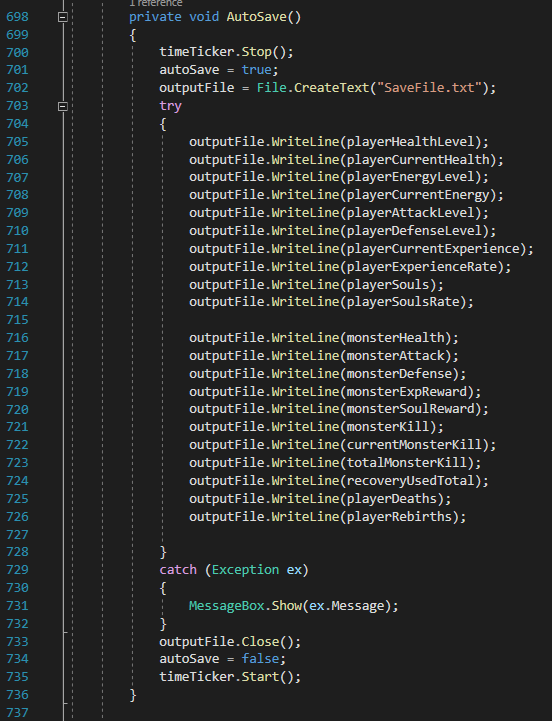 1 reference
698 private void AutoSave()
699 {
700 timeTicker.Stop();
701 autoSave = true;
702 outputFile = File.CreateText("SaveFile.txt");
703 try
704 {
705 outputFile.WriteLine(playerHealthLevel);
706 outputFile.WriteLine(playerCurrentHealth);
707 outputFile.WriteLine(playerEnergyLevel);
708 outputFile.WriteLine(playerCurrentEnergy);
709 outputFile.WriteLine(playerAttackLevel);
710 outputFile.WriteLine(playerDefenseLevel);
711 outputFile.WriteLine(playerCurrentExperience);
712 outputFile.WriteLine(playerExperienceRate);
713 outputFile.WriteLine(playerSouls);
714 outputFile.WriteLine(playerSoulsRate);
715
716 outputFile.WriteLine(monsterHealth);
717 outputFile.WriteLine(monsterAttack);
718 outputFile.WriteLine(monsterDefense);
719 outputFile.WriteLine(monsterExpReward);
720 outputFile.WriteLine(monsterSoulReward);
721 outputFile.WriteLine(monsterKill);
722 outputFile.WriteLine(currentMonsterKill);
723 outputFile.WriteLine(totalMonsterKill);
724 outputFile.WriteLine(recoveryUsedTotal);
725 outputFile.WriteLine(playerDeaths);
726 outputFile.WriteLine(playerRebirths);
727
728 }
729 catch (Exception ex)
730 {
731 MessageBox.Show(ex.Message);
732 }
733 outputFile.Close();
734 autoSave = false;
735 timeTicker.Start();
736 }
737